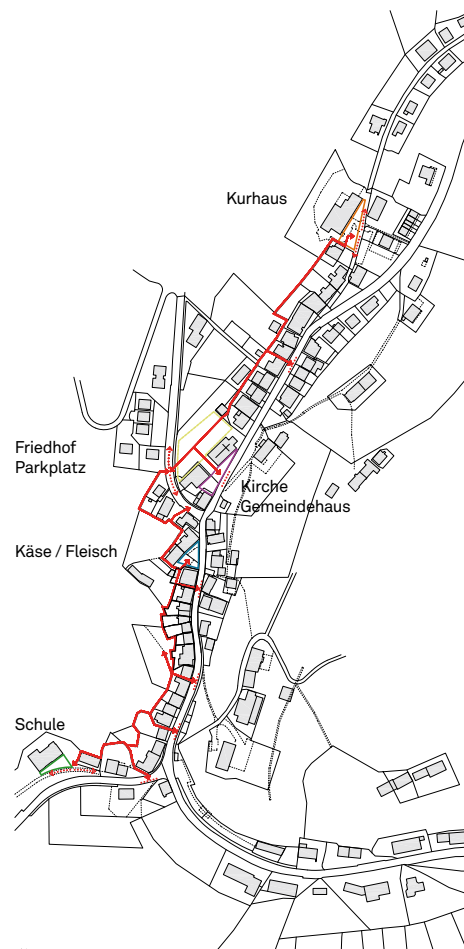 Kurhaus
Friedhof
Parkplatz
Kirche
Gemeindehaus
Käse / Fleisch
Schule